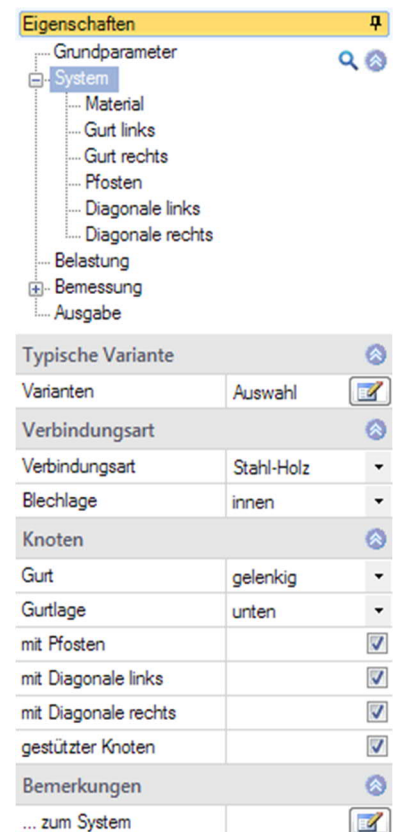 Eigenschaften
Grundparameter
System
Material
Gurt links
Gurt rechts
Pfosten
Diagonale links
Diagonale rechts
Belastung
Bemessung
Ausgabe
Typische Variante
Varianten Auswahl
Verbindungsart
Verbindungsart Stahl-Holz
Blechlage innen
Knoten
Gurt gelenkig
Gurtlage unten
mit Pfosten
mit Diagonale links
mit Diagonale rechts
gestützter Knoten
Bemerkungen
... zum System